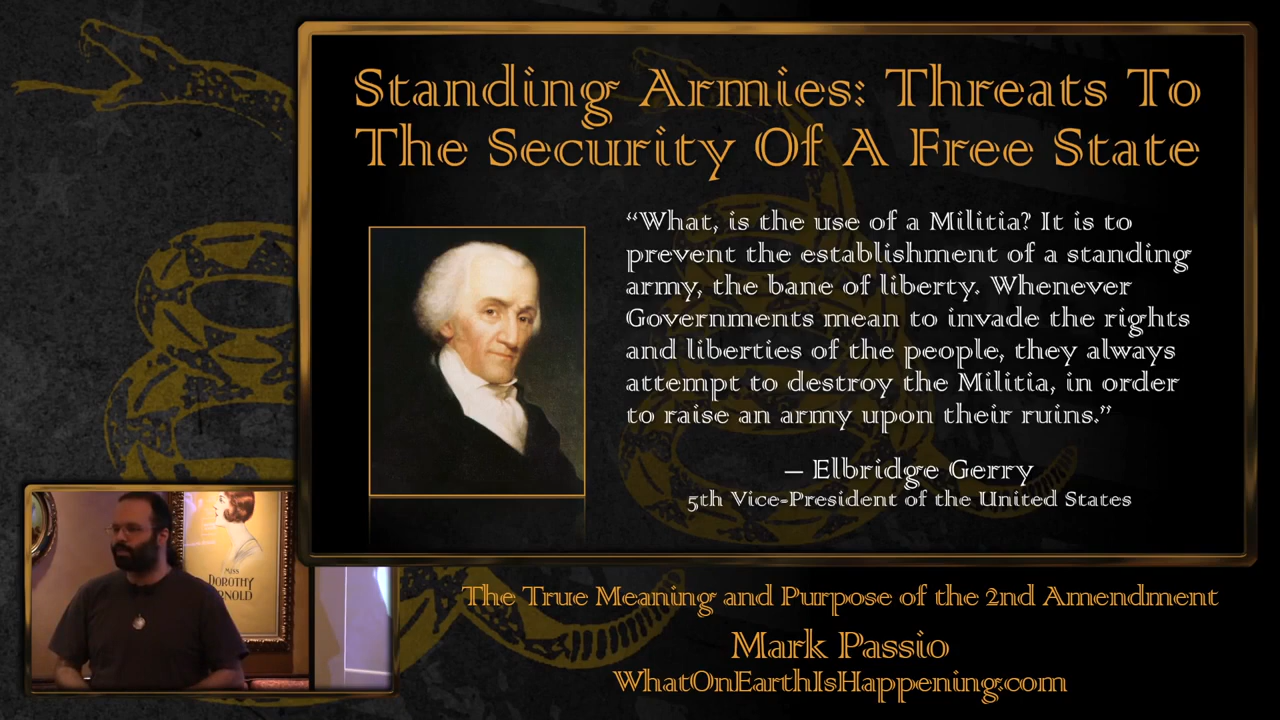 Standing Armies: Threats To
The Security Of A Free State
“What, is the use of a Militia? It is to
prevent the establishment of a standing
army, the bane of liberty. Whenever
Governments mean to invade the rights
and liberties of the people, they always
attempt to destroy the Militia, in order
to raise an army upon their ruins.”
– Elbridge Gerry
5th Vice-President of the United States
MISS
DOROTHY
The True Meaning and Purpose of the 2nd Amendment
Mark Passio
WhatOnEarthIsHappening.com